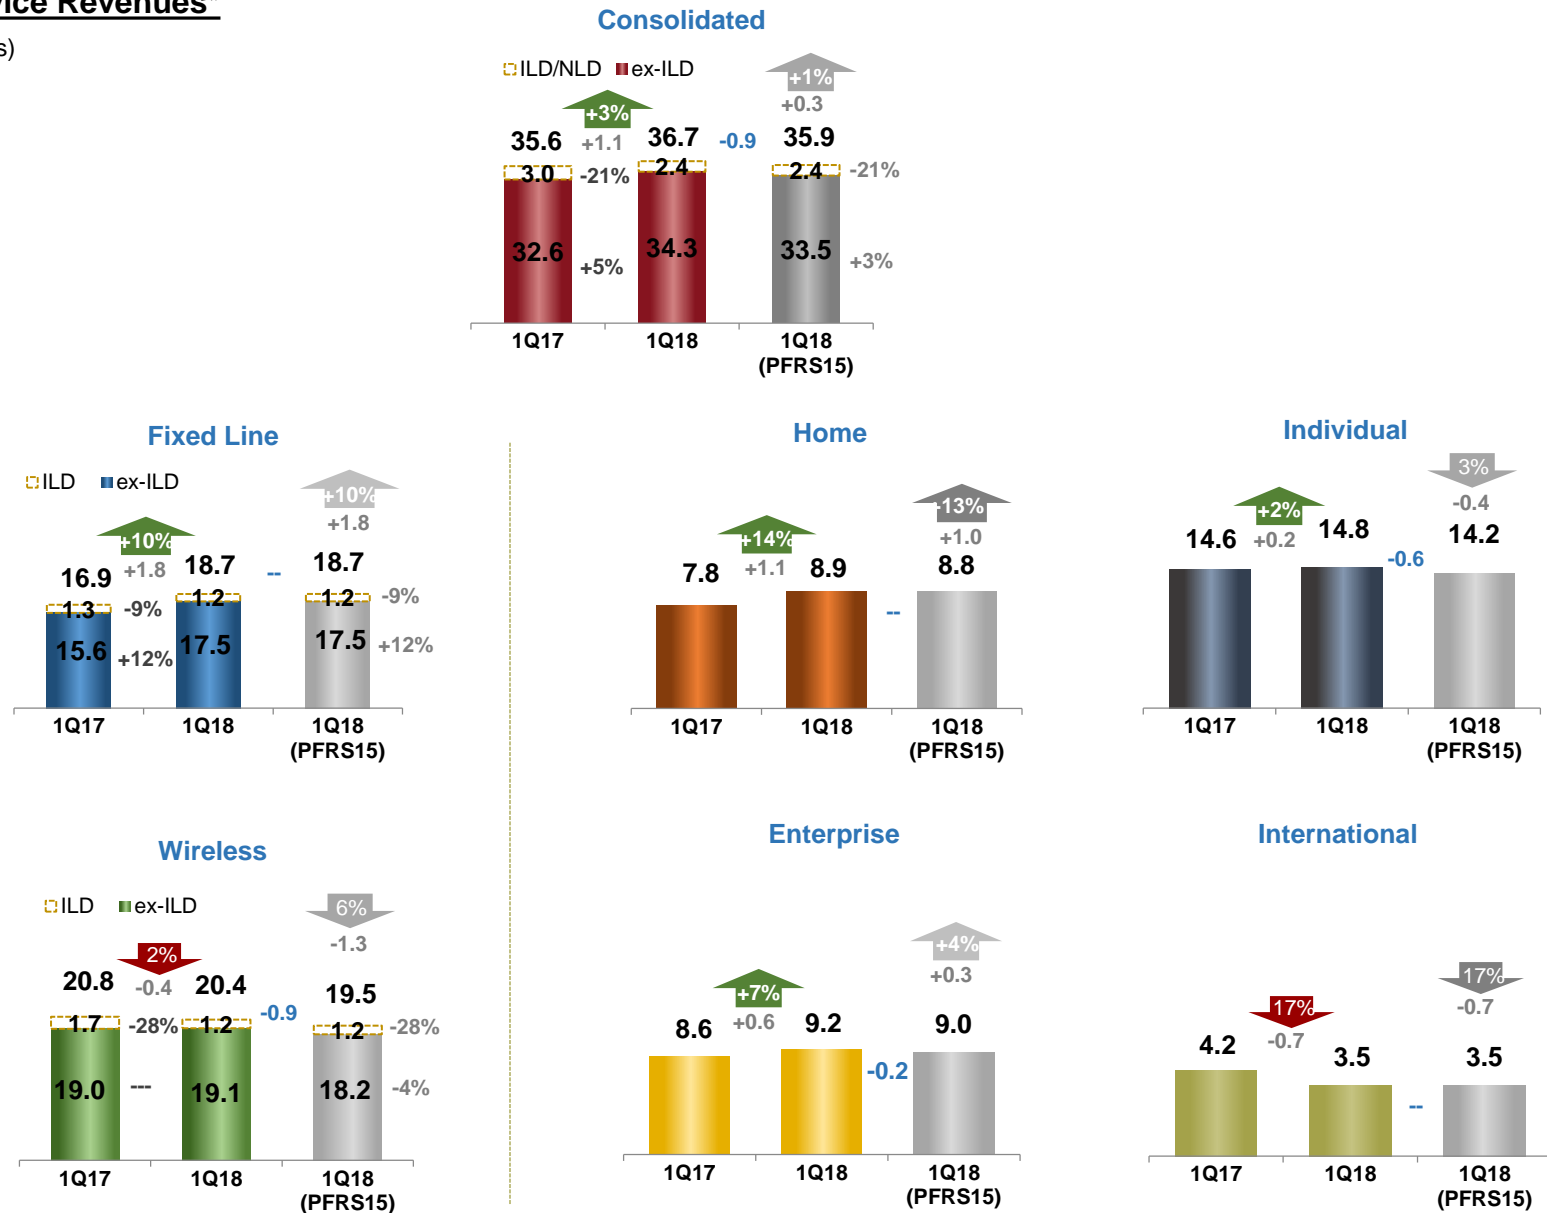 vice Revenues*
s)
Consolidated
ILD/NLD ex-ILD
+1%
+0.3
+3%
35.6 +1.1 36.7 -0.9 35.9
3.0 -21% 2.4 2.4 -21%
32.6 +5% 34.3 33.5 +3%
1Q17 1Q18 1Q18
(PFRS15)
Fixed Line
ILD ex-ILD
+10%
+1.8
+10%
16.9 +1.8 18.7 -- 18.7
1.3 -9% 1.2 1.2 -9%
15.6 +12% 17.5 17.5 +12%
1Q17 1Q18 1Q18
(PFRS15)
Home
+14%
+13%
+1.0
7.8 +1.1 8.9 -- 8.8
1Q17 1Q18 1Q18
(PFRS15)
Individual
3%
-0.4
+2%
14.6 +0.2 14.8 -0.6 14.2
1Q17 1Q18 1Q18
(PFRS15)
Wireless
ILD ex-ILD
6%
-1.3
2%
20.8 -0.4 20.4 -0.9 19.5
1.7 -28% 1.2 1.2 -28%
19.0 --- 19.1 18.2 -4%
1Q17 1Q18 1Q18
(PFRS15)
Enterprise
+4%
+0.3
+7%
8.6 +0.6 9.2 -0.2 9.0
1Q17 1Q18 1Q18
(PFRS15)
International
17%
-0.7
17%
4.2 -0.7 3.5 -- 3.5
1Q17 1Q18 1Q18
(PFRS15)